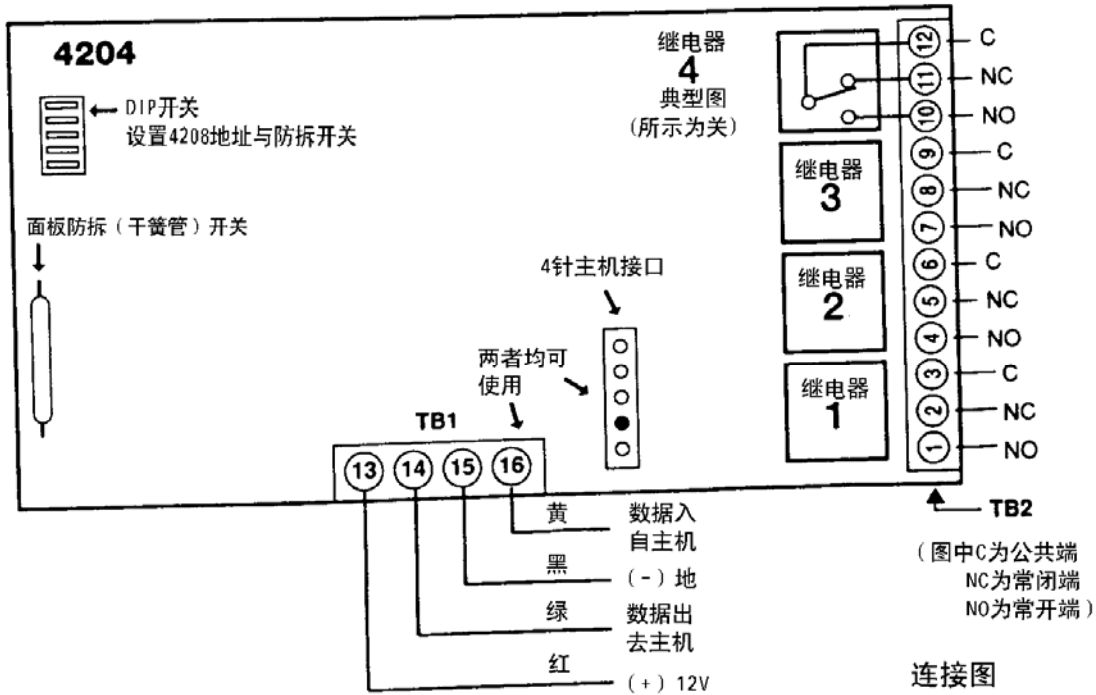 4204
DIP开关
设置4208地址与防拆开关
面板防拆（干簧管）开关
继电器
4
典型图
(所示为关)
继电器
3
继电器
2
继电器
1
12 C
11 NC
10 NO
9 C
8 NC
7 NO
6 C
5 NC
4 NO
3 C
2 NC
1 NO
4针主机接口
两者均可
使用
TB1
13 14 15 16
黄 数据入
自主机
黑 (-)地
绿 数据出
去主机
红 (+) 12V
TB2
(图中C为公共端
NC为常闭端
NO为常开端)
连接图